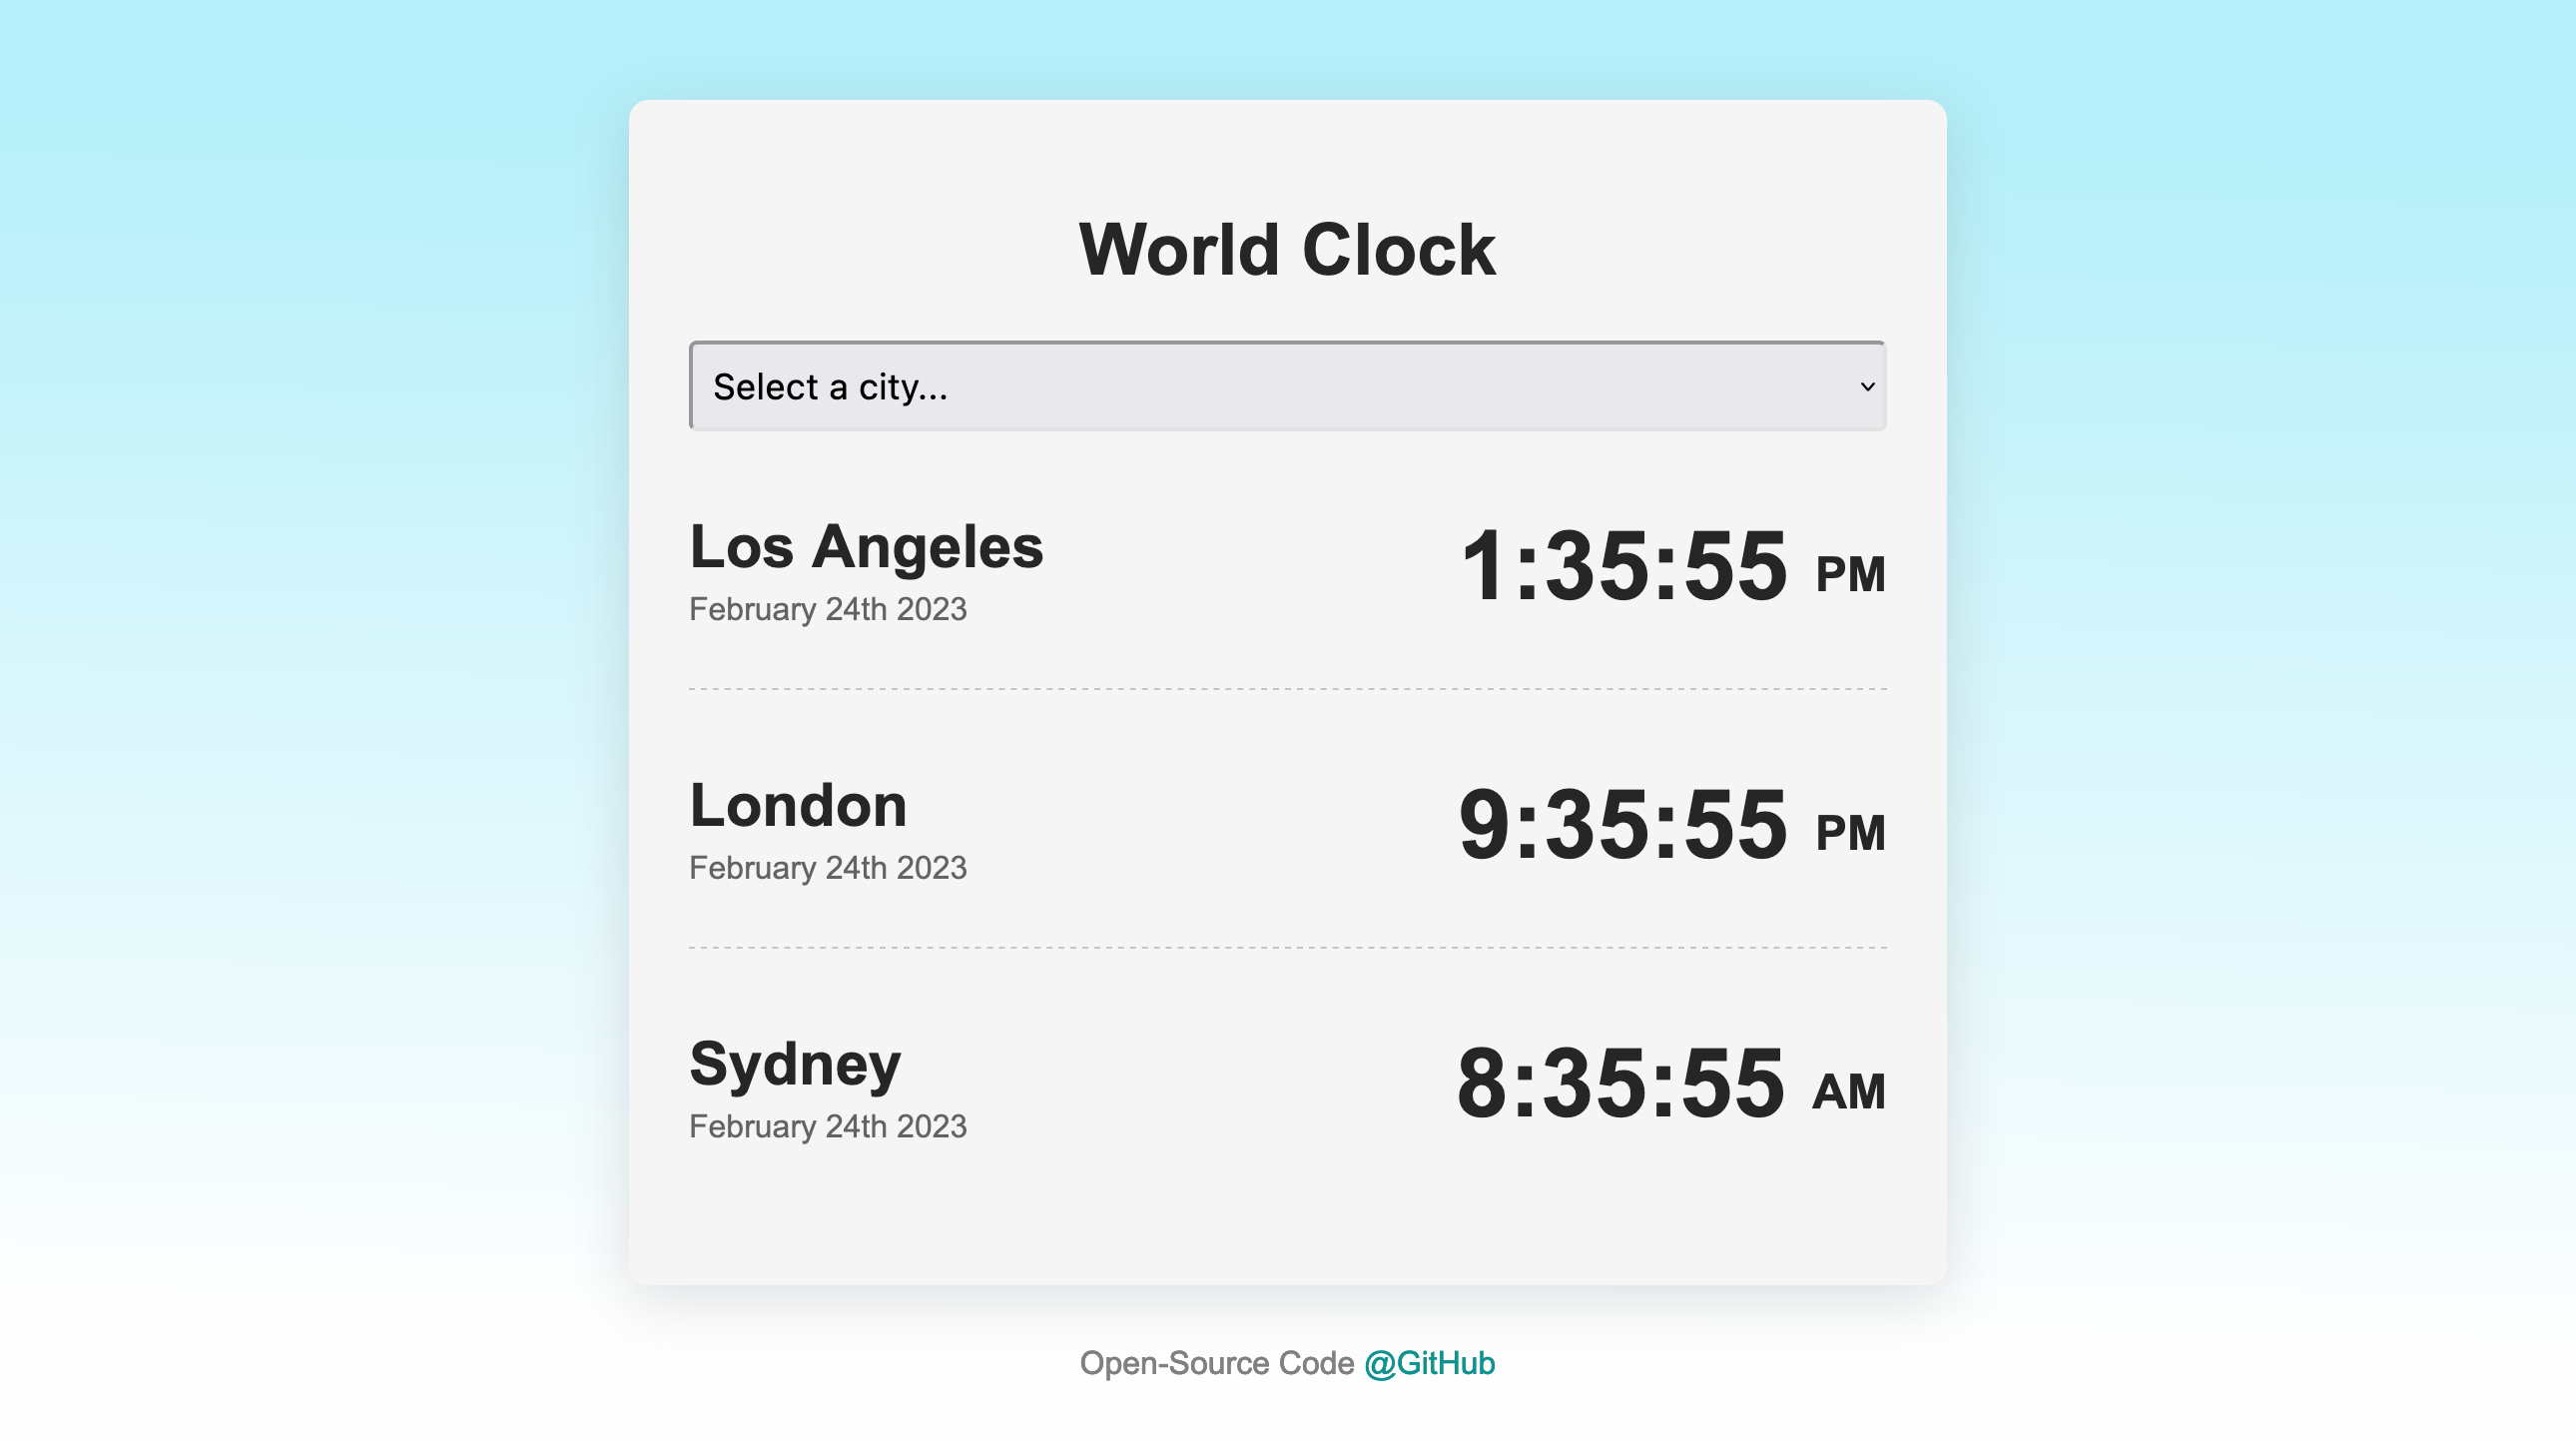 World Clock
Select a city...
Los Angeles
1:35:55 PM
February 24th 2023
London
9:35:55 PM
February 24th 2023
Sydney
8:35:55 AM
February 24th 2023
Open-Source Code @GitHub